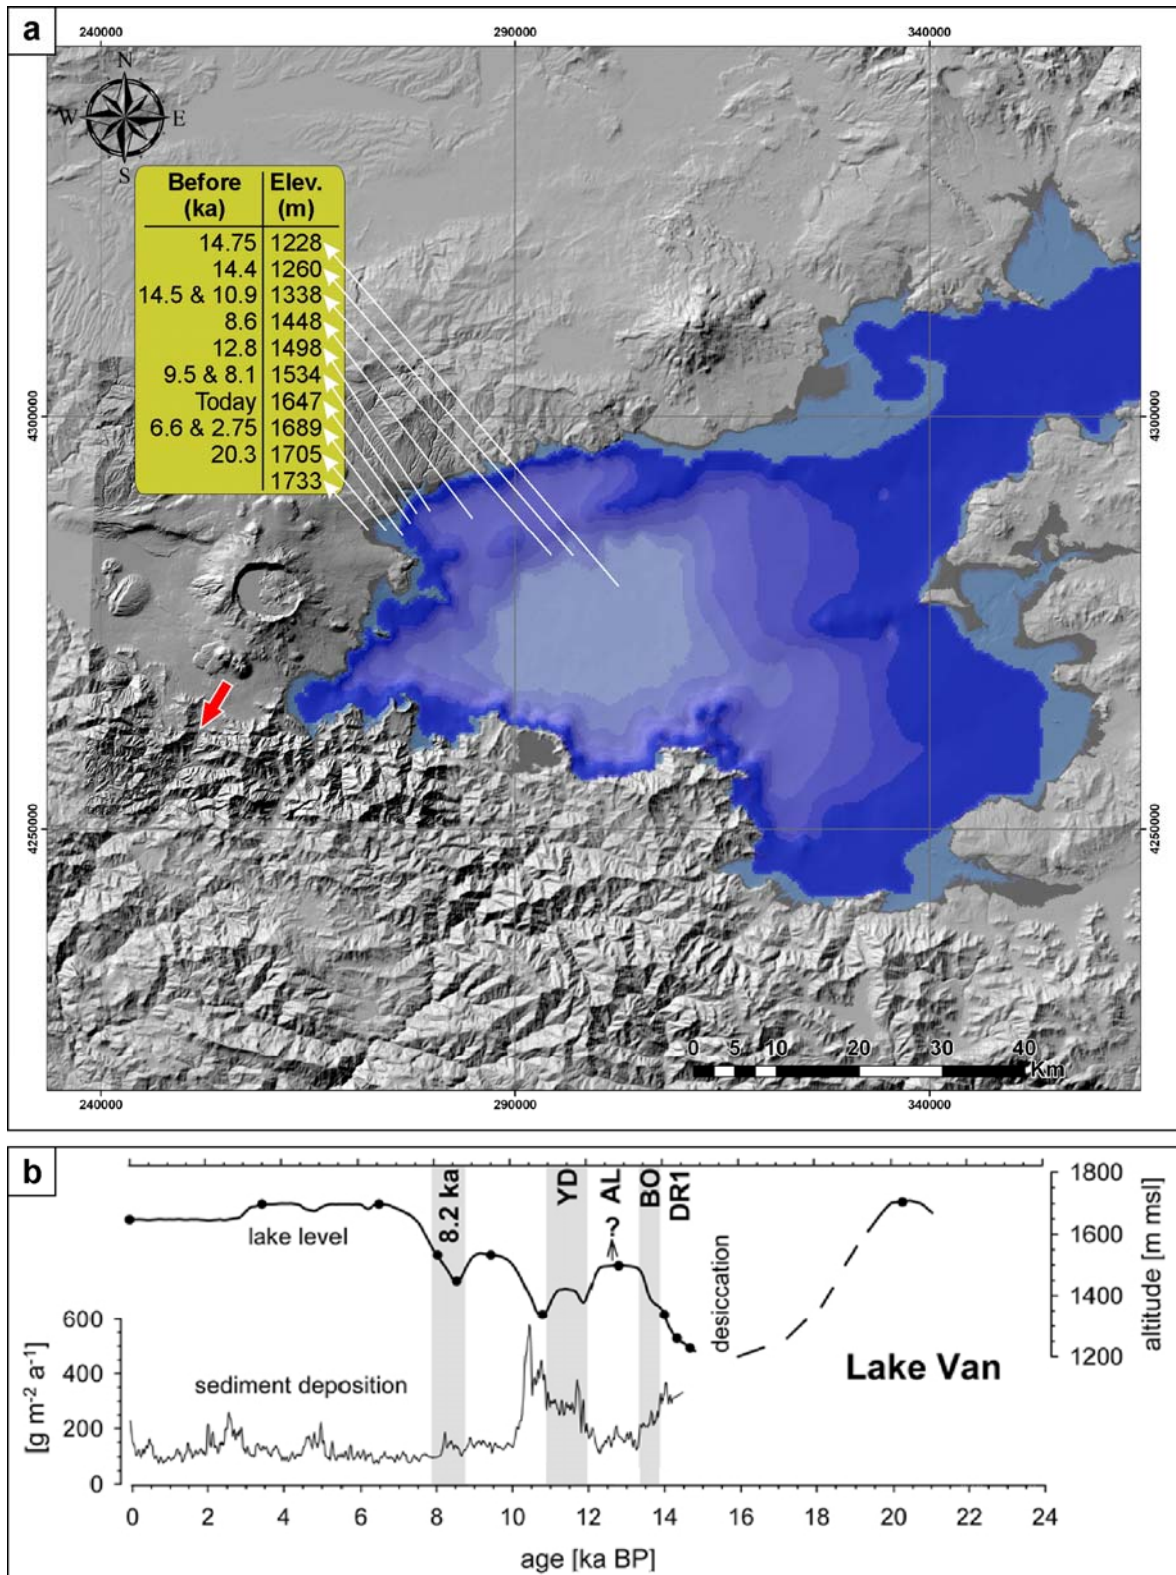 a
240000 290000 340000
N
W E
S
Before Elev.
(ka) (m)
14.75 1228
14.4 1260
14.5 & 10.9 1338
8.6 1448
12.8 1498
9.5 & 8.1 1534
Today 1647
6.6 & 2.75 1689
20.3 1705
1733
4300000 4300000
4250000 4250000
0 5 10 20 30 40
Km
240000 290000 340000
b
8.2 ka YD AL BO DR1
?
lake level
desiccation
1800
1600
1400
1200
altitude [m msl]
600
400
200
0
[g m-2 a-1]
sediment deposition
Lake Van
0 2 4 6 8 10 12 14 16 18 20 22 24
age [ka BP]